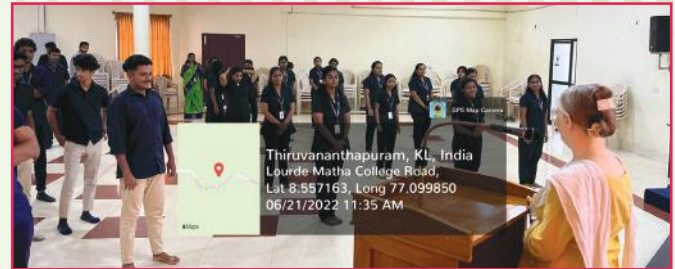 GPS Map Camera
Thiruvananthapuram, KL, India
Lourde Matha College Road,
Lat 8.557163, Long 77.099850
06/21/2022 11:35 AM
Maps